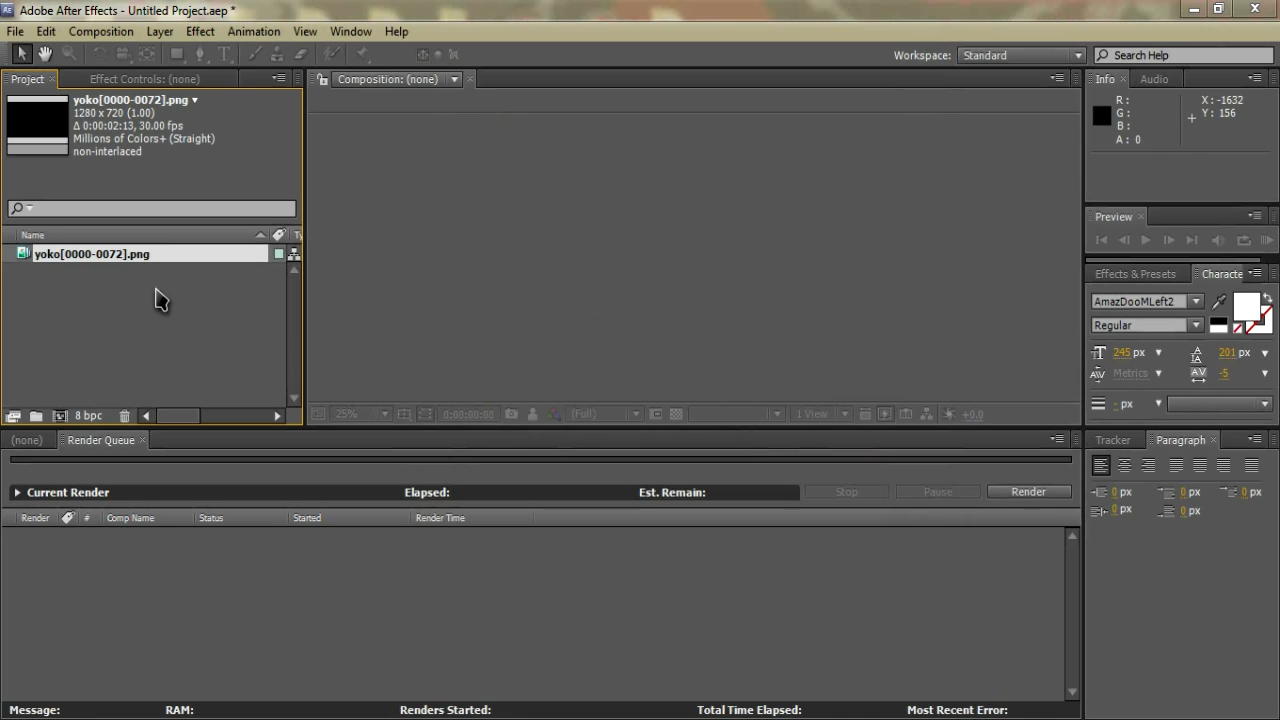 Adobe After Effects - Untitled Project.aep *
File Edit Composition Layer Effect Animation View Window Help
Workspace: Standard Search Help
Project Effect Controls: (none)
Composition: (none)
Info Audio
yoko[0000-0072].png
1280 x 720 (1.00)
Δ 0:00:02:13, 30.00 fps
Millions of Colors+ (Straight)
non-interlaced
R :
G :
B :
A : 0
X : -1632
Y : 156
Preview
Name Ty
yoko[0000-0072].png
Effects & Presets Characte
AmazDooMLeft2
Regular
245 px 201 px
Metrics -5
- px
8 bpc
25% 0:00:00:00 (Full) 1 View +0.0
(none) Render Queue
Tracker Paragraph
Current Render Elapsed: Est. Remain: Stop Pause Render
0 px 0 px 0 px
0 px 0 px
Render # Comp Name Status Started Render Time
Message: RAM: Renders Started: Total Time Elapsed: Most Recent Error: